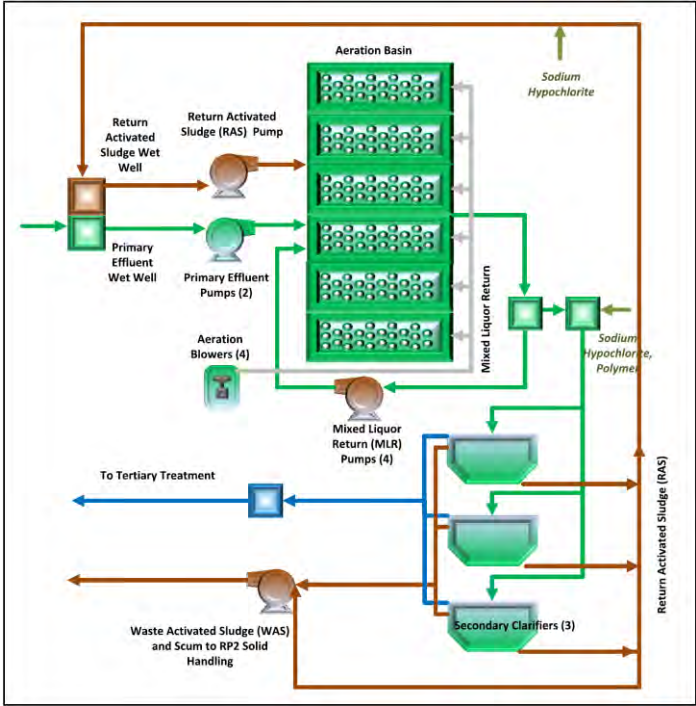 Aeration Basin
Sodium
Hypochlorite
Return
Activated
Sludge Wet
Well
Return Activated
Sludge (RAS) Pump
Primary
Effluent
Wet Well
Primary Effluent
Pumps (2)
Mixed Liquor Return
Aeration
Blowers (4)
Sodium
Hypochlorite,
Polymer
Mixed Liquor
Return (MLR)
Pumps (4)
To Tertiary Treatment
Return Activated Sludge (RAS)
Waste Activated Sludge (WAS)
and Scum to RP2 Solid
Handling
Secondary Clarifiers (3)